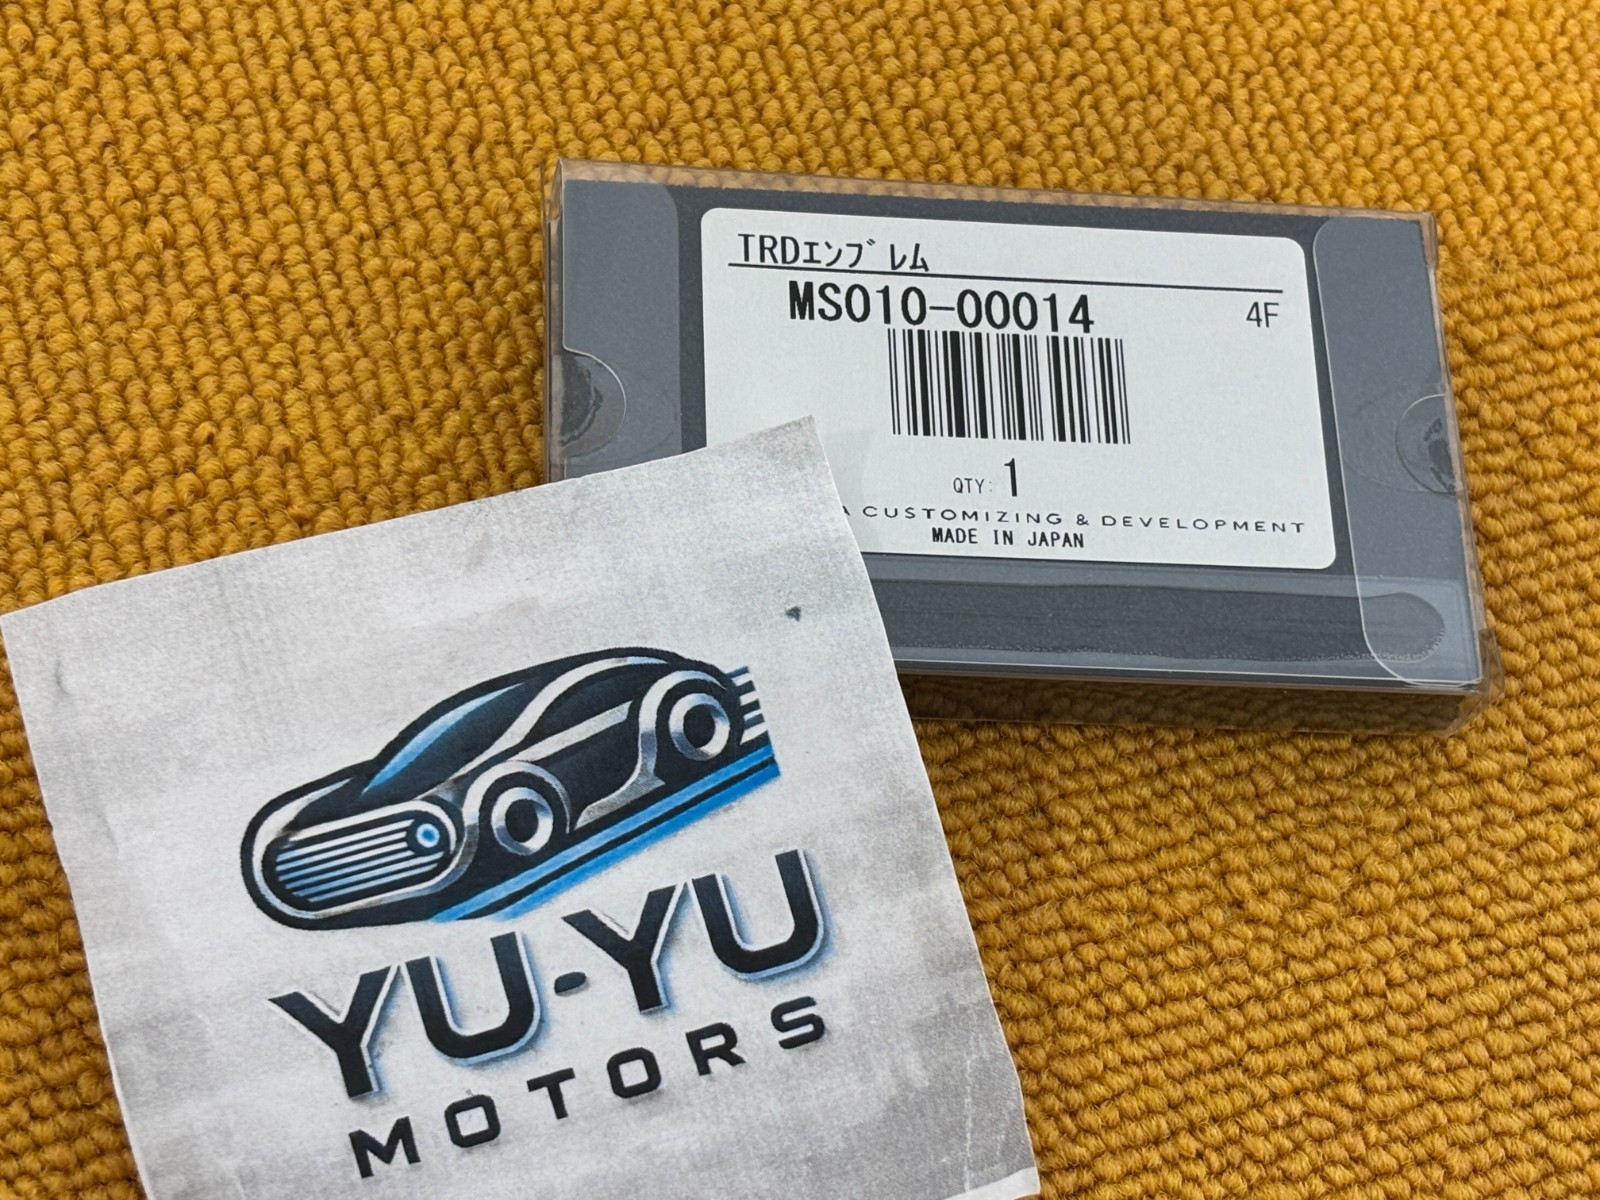 TRDエンブレム
MS010-00014
4F
QTY: 1
A CUSTOMIZING & DEVELOPMENT
MADE IN JAPAN
YU-YU
MOTORS